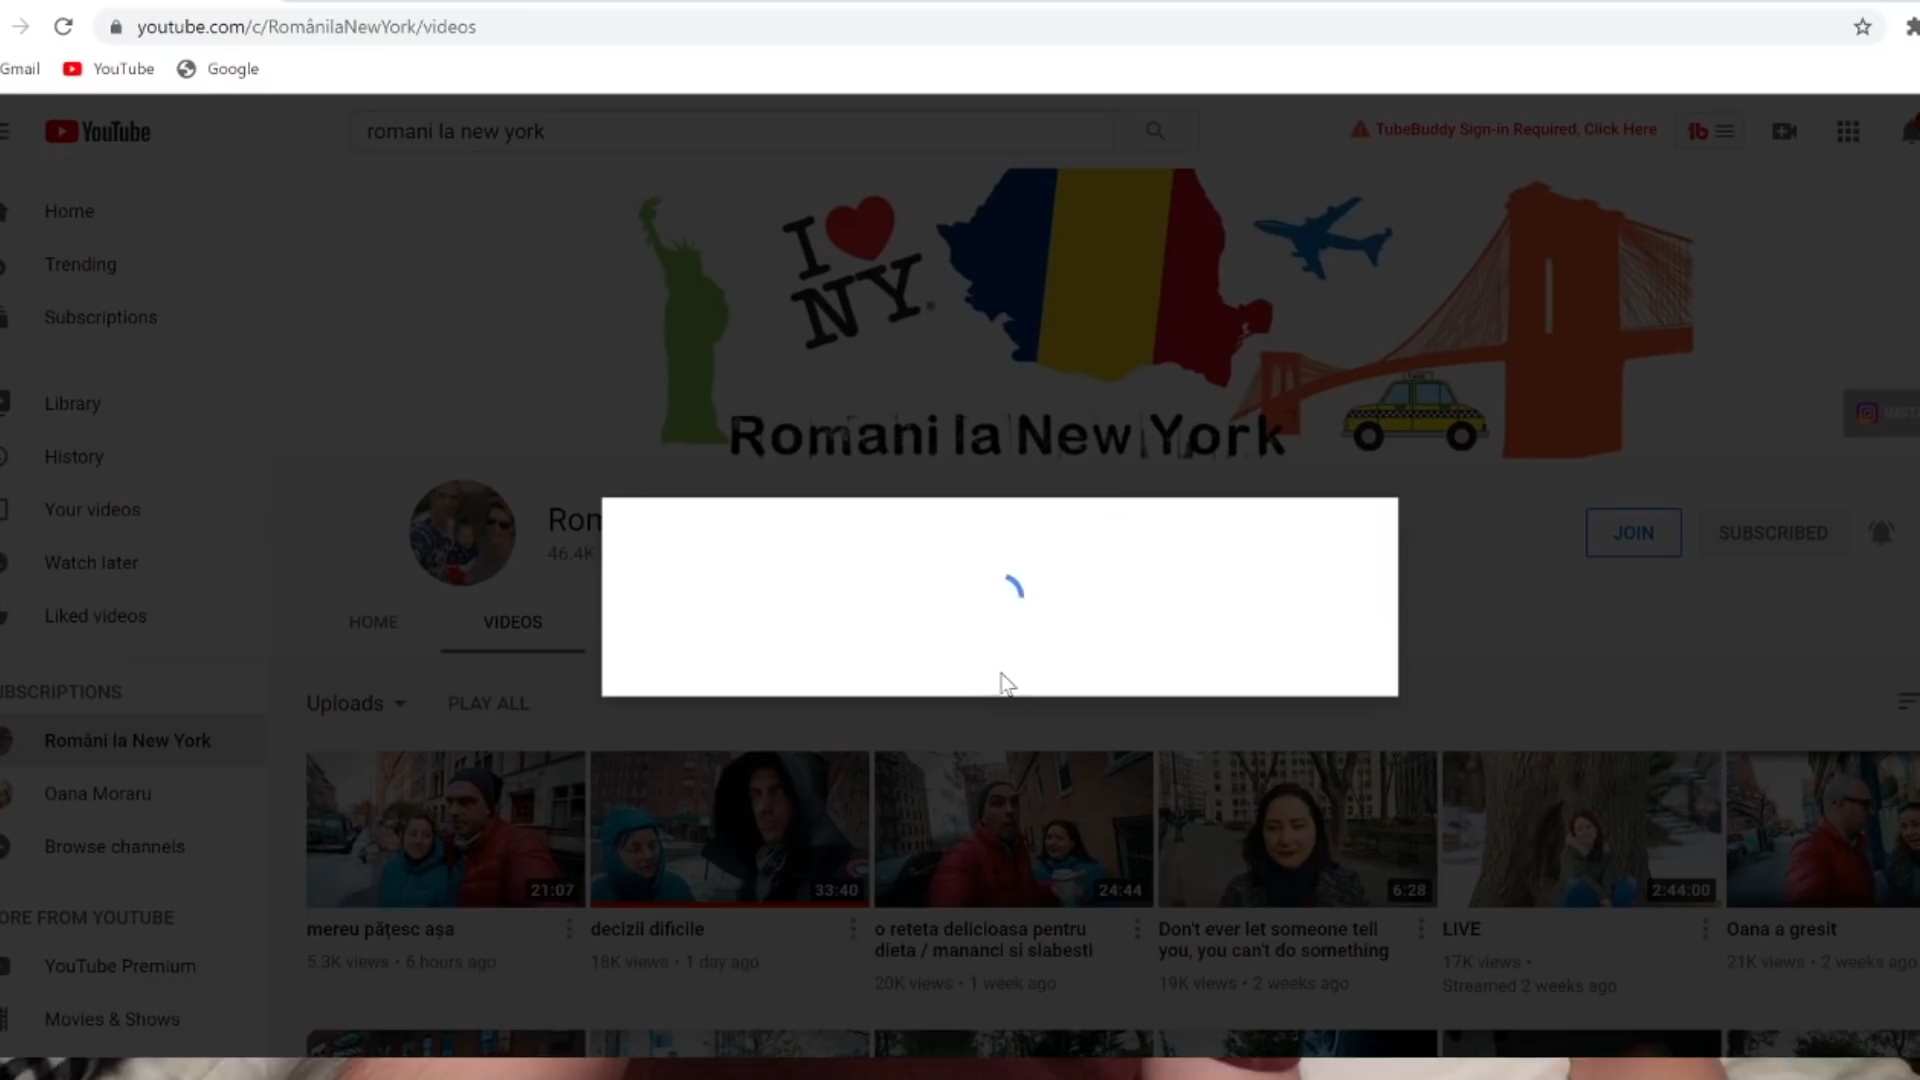 youtube.com/c/RomânilaNewYork/videos
Gmail YouTube Google
YouTube
romani la new york
TubeBuddy Sign-in Required, Click Here
tb
Home
Trending
Subscriptions
Library
History
Your videos
Watch later
Liked videos
I
NY.
TAXI
Romani la New York
46.4K
JOIN
SUBSCRIBED
HOME
VIDEOS
Uploads
PLAY ALL
Români la New York
Oana Moraru
Browse channels
YouTube Premium
Movies & Shows
21:07
mereu pățesc așa
5.3K views • 6 hours ago
33:40
decizii dificile
18K views • 1 day ago
24:44
o reteta delicioasa pentru
dieta / mananci si slabesti
20K views • 1 week ago
6:28
Don't ever let someone tell
you, you can't do something
19K views • 2 weeks ago
2:44:00
LIVE
17K views •
Streamed 2 weeks ago
Oana a gresit
21K views • 2 weeks ago